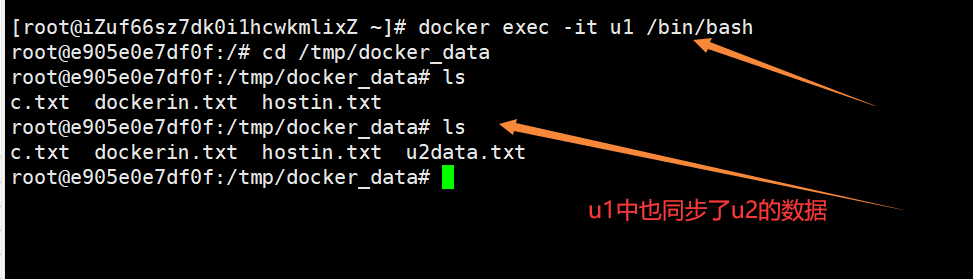 [root@iZuf66sz7dk0i1hcwkmlixZ ~]# docker exec -it u1 /bin/bash
root@e905e0e7df0f:/# cd /tmp/docker_data
root@e905e0e7df0f:/tmp/docker_data# ls
c.txt  dockerin.txt  hostin.txt
root@e905e0e7df0f:/tmp/docker_data# ls
c.txt  dockerin.txt  hostin.txt  u2data.txt
root@e905e0e7df0f:/tmp/docker_data#
u1中也同步了u2的数据